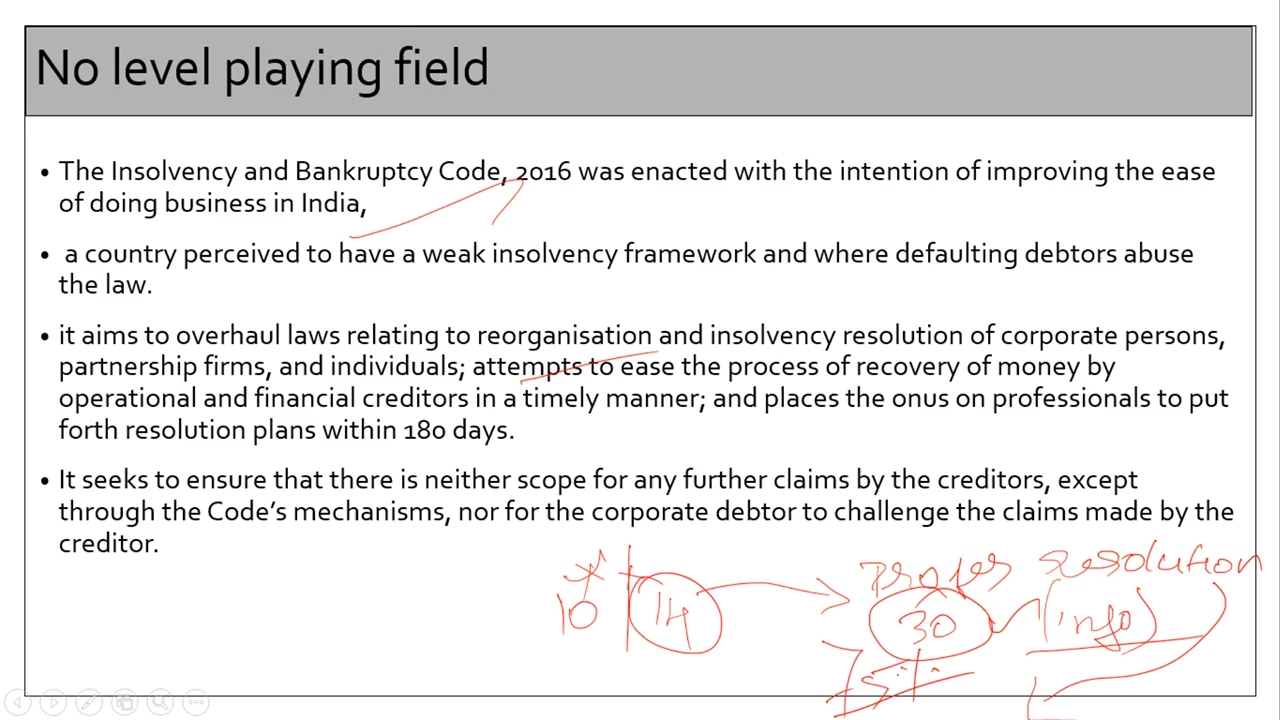 No level playing field
• The Insolvency and Bankruptcy Code, 2016 was enacted with the intention of improving the ease
of doing business in India,
• a country perceived to have a weak insolvency framework and where defaulting debtors abuse
the law.
• it aims to overhaul laws relating to reorganisation and insolvency resolution of corporate persons,
partnership firms, and individuals; attempts to ease the process of recovery of money by
operational and financial creditors in a timely manner; and places the onus on professionals to put
forth resolution plans within 180 days.
• It seeks to ensure that there is neither scope for any further claims by the creditors, except
through the Code's mechanisms, nor for the corporate debtor to challenge the claims made by the
creditor.
resolution
10 14 30 (info)